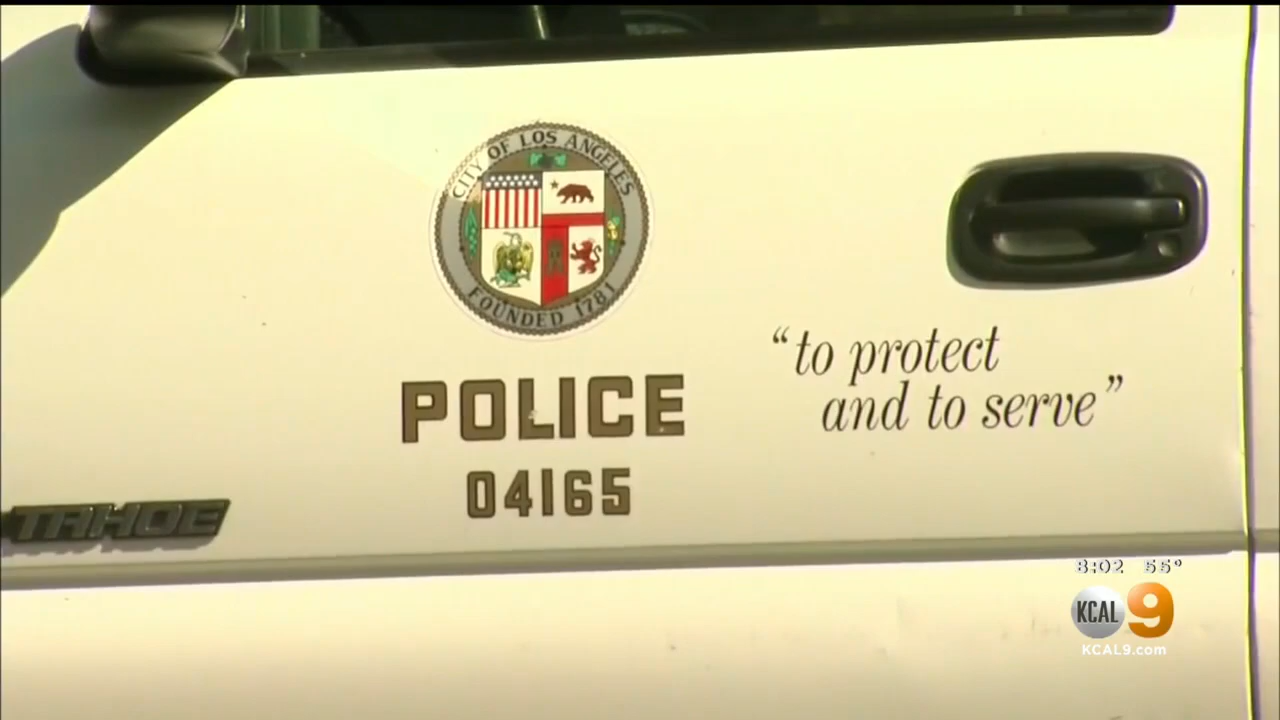 CITY OF LOS ANGELES
FOUNDED 1781
POLICE
04165
“to protect
and to serve”
TAHOE
8:02 55°
KCAL 9
KCAL9.com